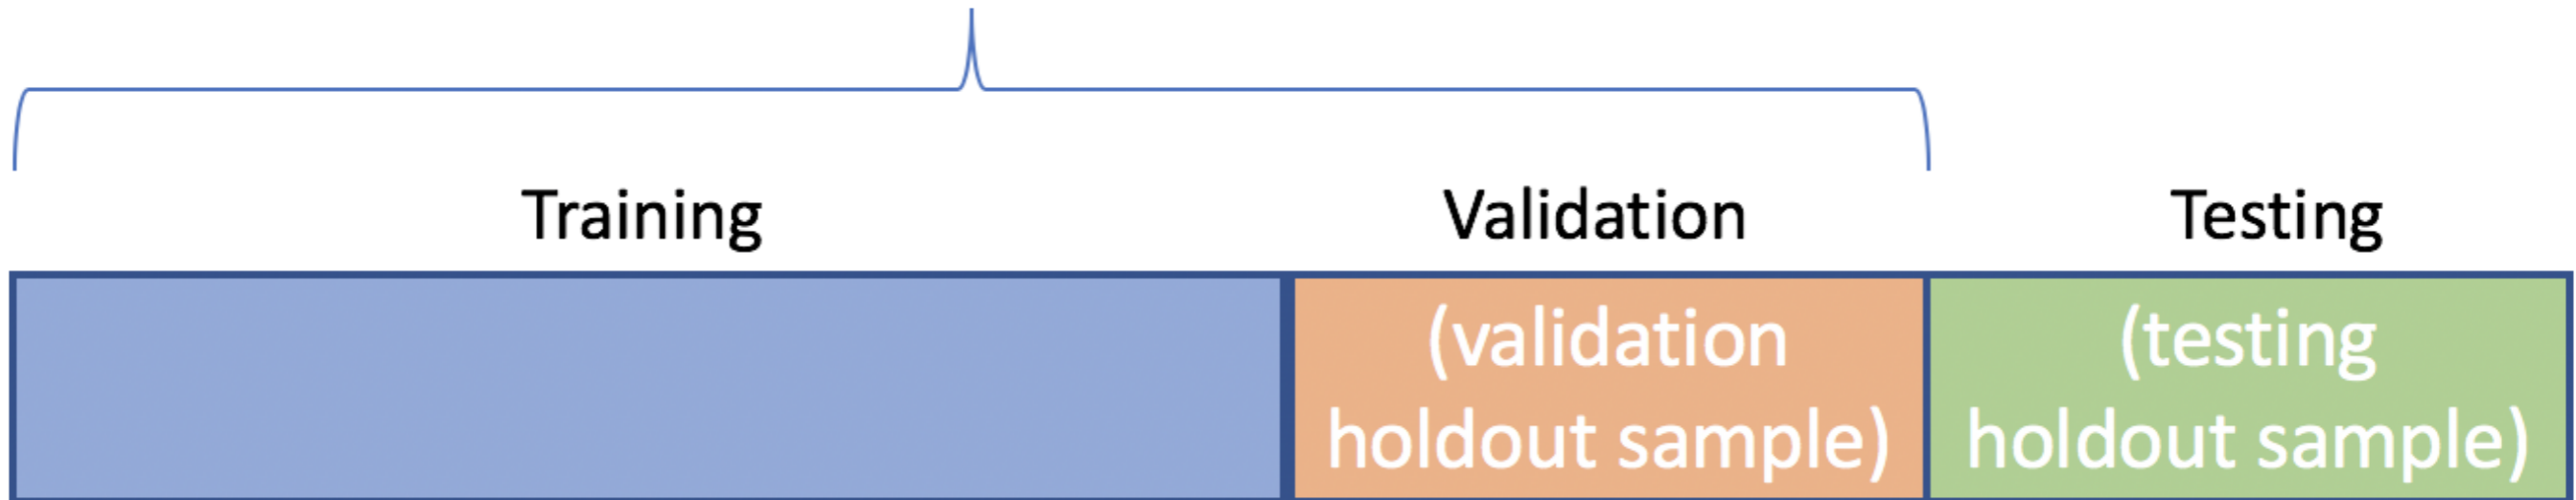 Training
Validation
Testing
(validation
holdout sample)
(testing
holdout sample)